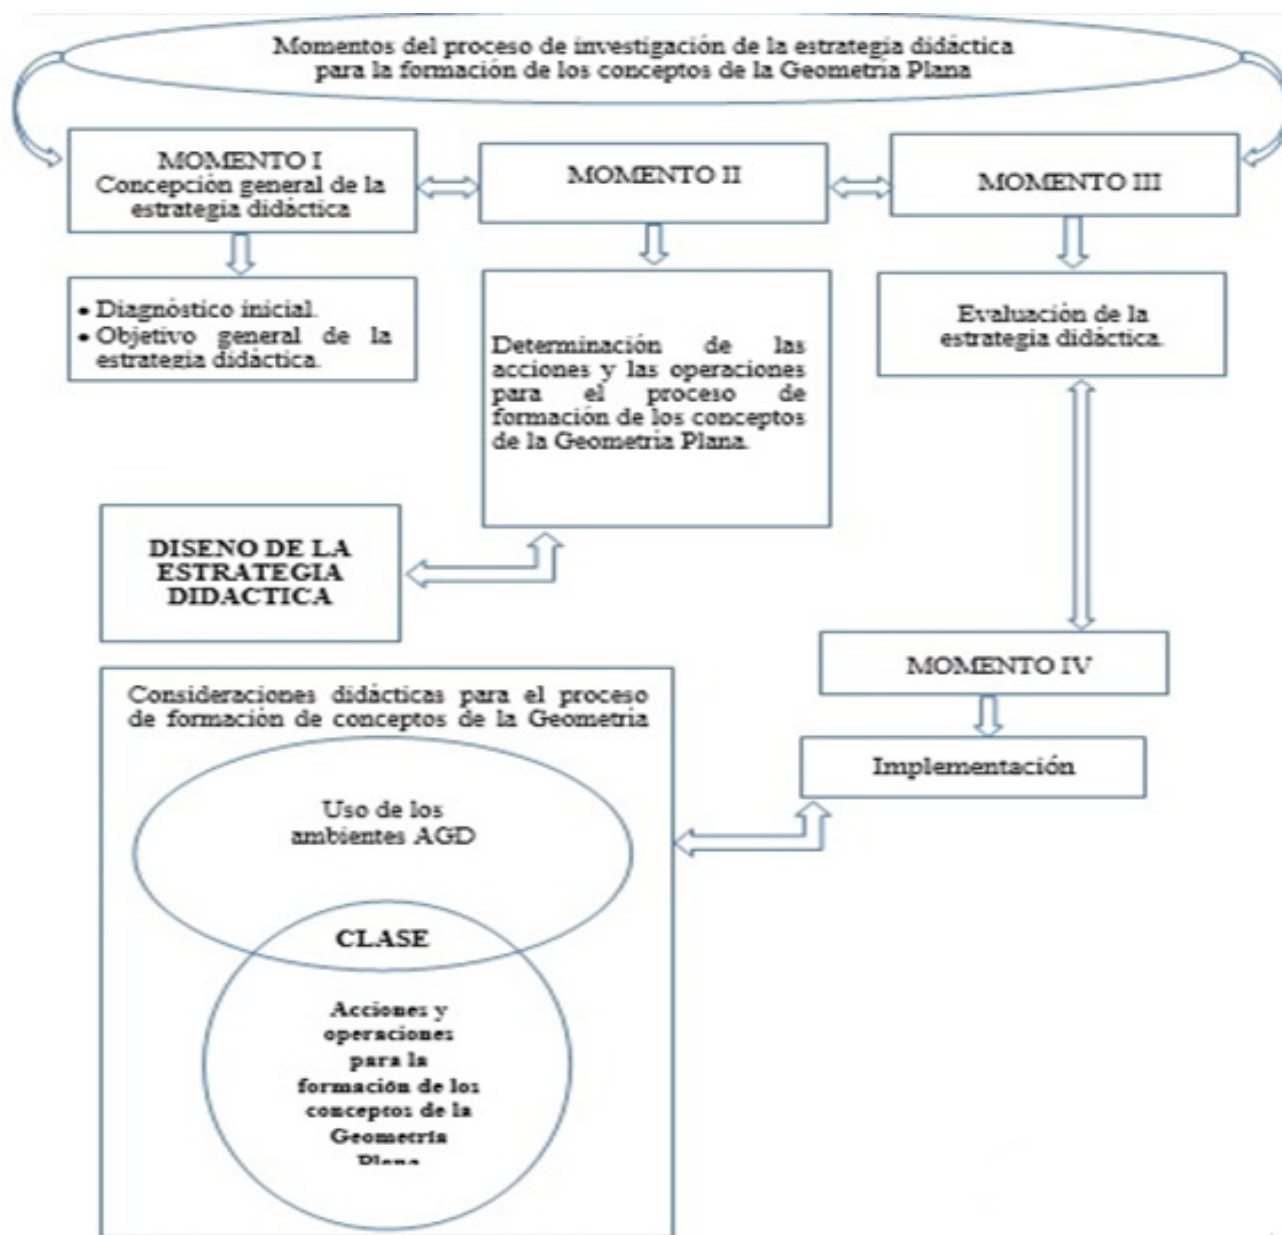 Momentos del proceso de investigación de la estrategia didáctica
para la formación de los conceptos de la Geometría Plana
MOMENTO I
Concepción general de la
estrategia didáctica
MOMENTO II
MOMENTO III
• Diagnóstico inicial.
• Objetivo general de la
estrategia didáctica.
Determinación de las
acciones y las operaciones
para el proceso de
formación de los conceptos
de la Geometria Plana.
Evaluación de la
estrategia didáctica.
DISENO DE LA
ESTRATEGIA
DIDACTICA
MOMENTO IV
Implementación
Consideraciones didácticas para el proceso
de formación de conceptos de la Geometria
Uso de los
ambientes AGD
CLASE
Acciones y
operaciones
para la
formación de los
conceptos de la
Geometría
Plana